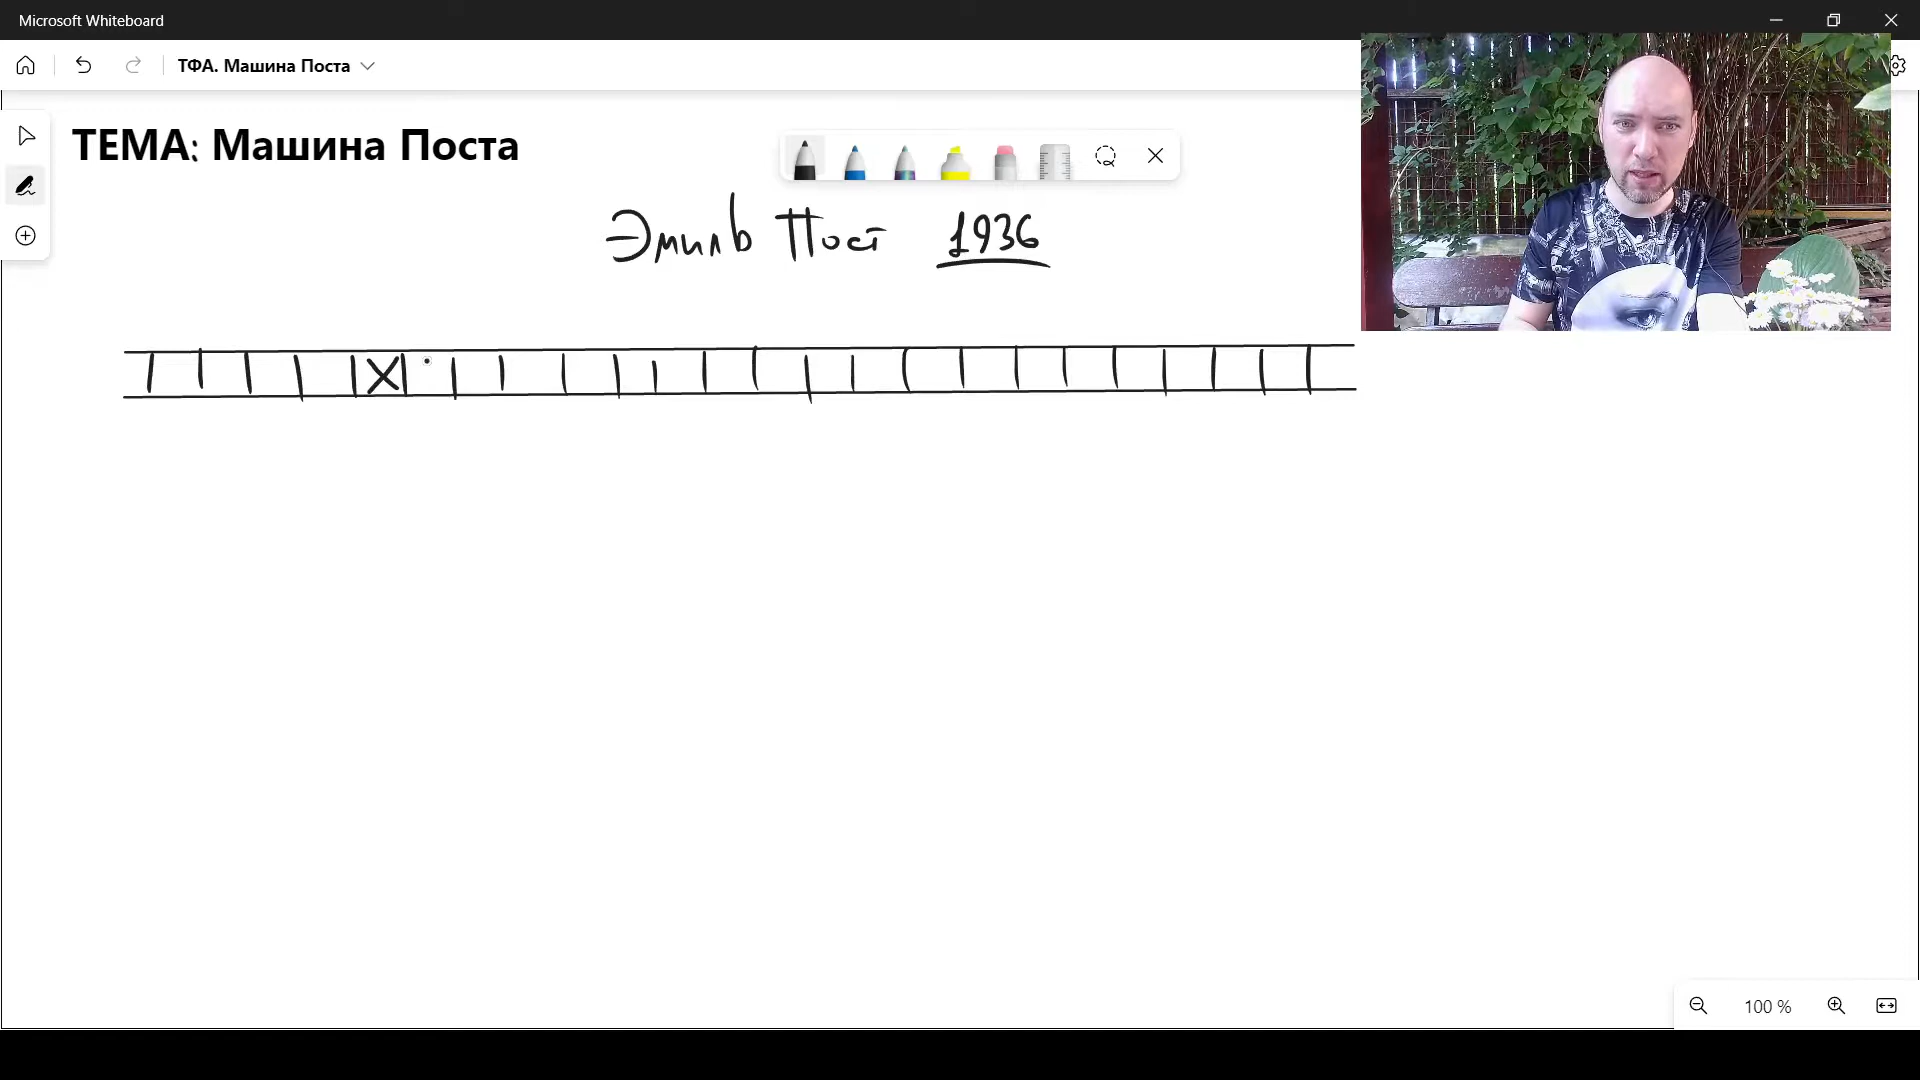 Microsoft Whiteboard
ТФА. Машина Поста
ТЕМА: Машина Поста
Эмиль Пост 1936
X
100 %